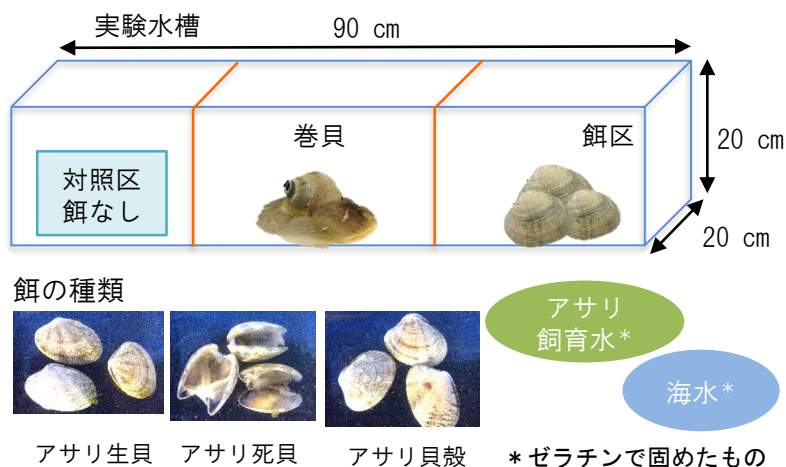 実験水槽
90 cm
巻貝
餌区
対照区
餌なし
20 cm
20 cm
餌の種類
アサリ
飼育水*
海水*
アサリ生貝
アサリ死貝
アサリ貝殻
*ゼラチンで固めたもの